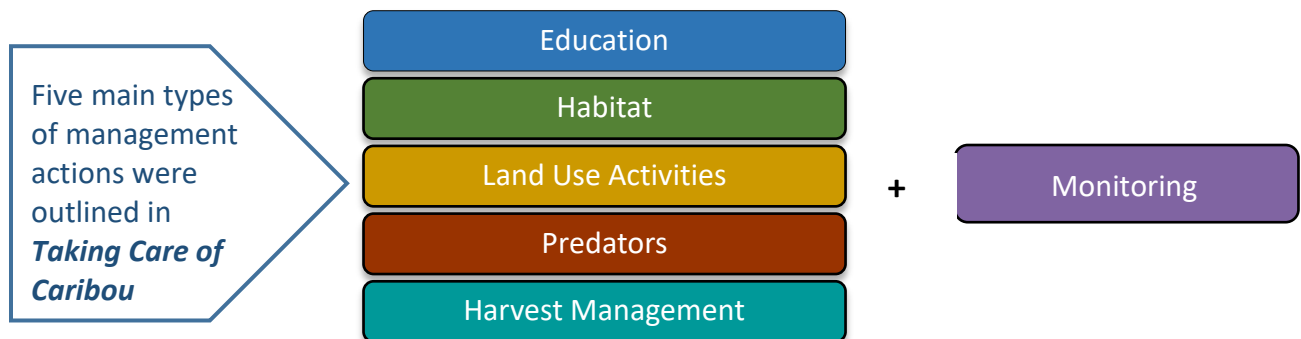 Five main types
of management
actions were
outlined in
Taking Care of
Caribou
Education
Habitat
Land Use Activities
Predators
Harvest Management
+
Monitoring